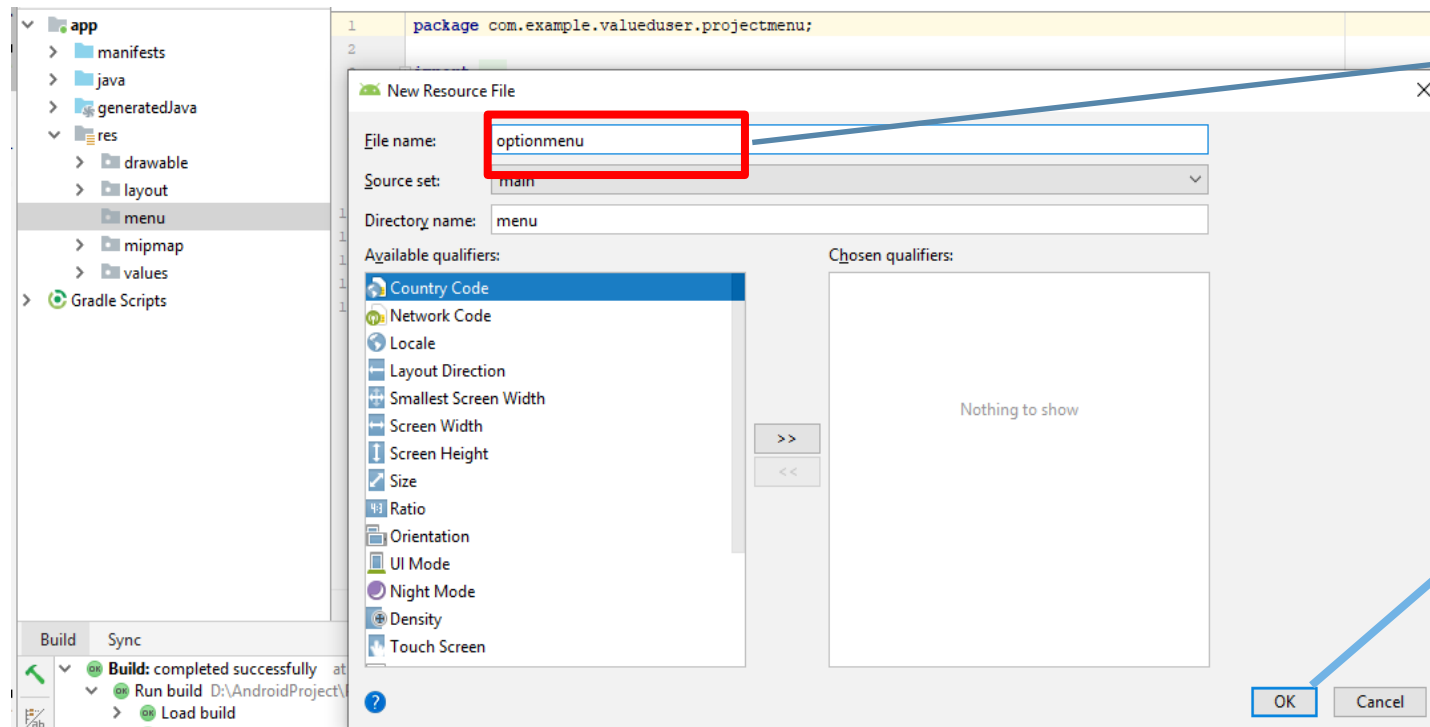 app
manifests
java
generatedJava
res
drawable
layout
menu
mipmap
values
Gradle Scripts
1 package com.example.valueduser.projectmenu;
2
New Resource File
File name: optionmenu
Source set: main
Directory name: menu
Available qualifiers:
Country Code
Network Code
Locale
Layout Direction
Smallest Screen Width
Screen Width
Screen Height
Size
Ratio
Orientation
UI Mode
Night Mode
Density
Touch Screen
>>
<<
Chosen qualifiers:
Nothing to show
?
OK
Cancel
Build Sync
Build: completed successfully at
Run build D:\AndroidProject\
Load build